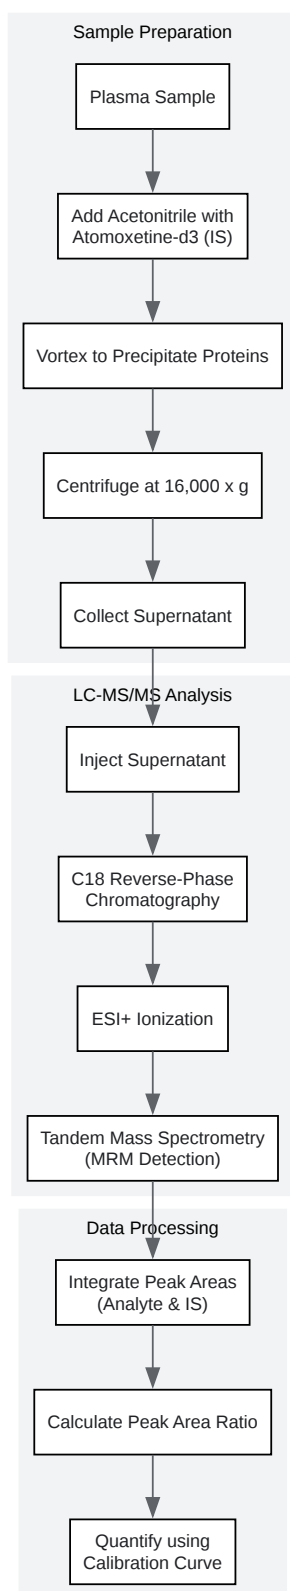 Sample Preparation
Plasma Sample
Add Acetonitrile with
Atomoxetine-d3 (IS)
Vortex to Precipitate Proteins
Centrifuge at 16,000 x g
Collect Supernatant
LC-MS/MS Analysis
Inject Supernatant
C18 Reverse-Phase
Chromatography
ESI+ Ionization
Tandem Mass Spectrometry
(MRM Detection)
Data Processing
Integrate Peak Areas
(Analyte & IS)
Calculate Peak Area Ratio
Quantify using
Calibration Curve